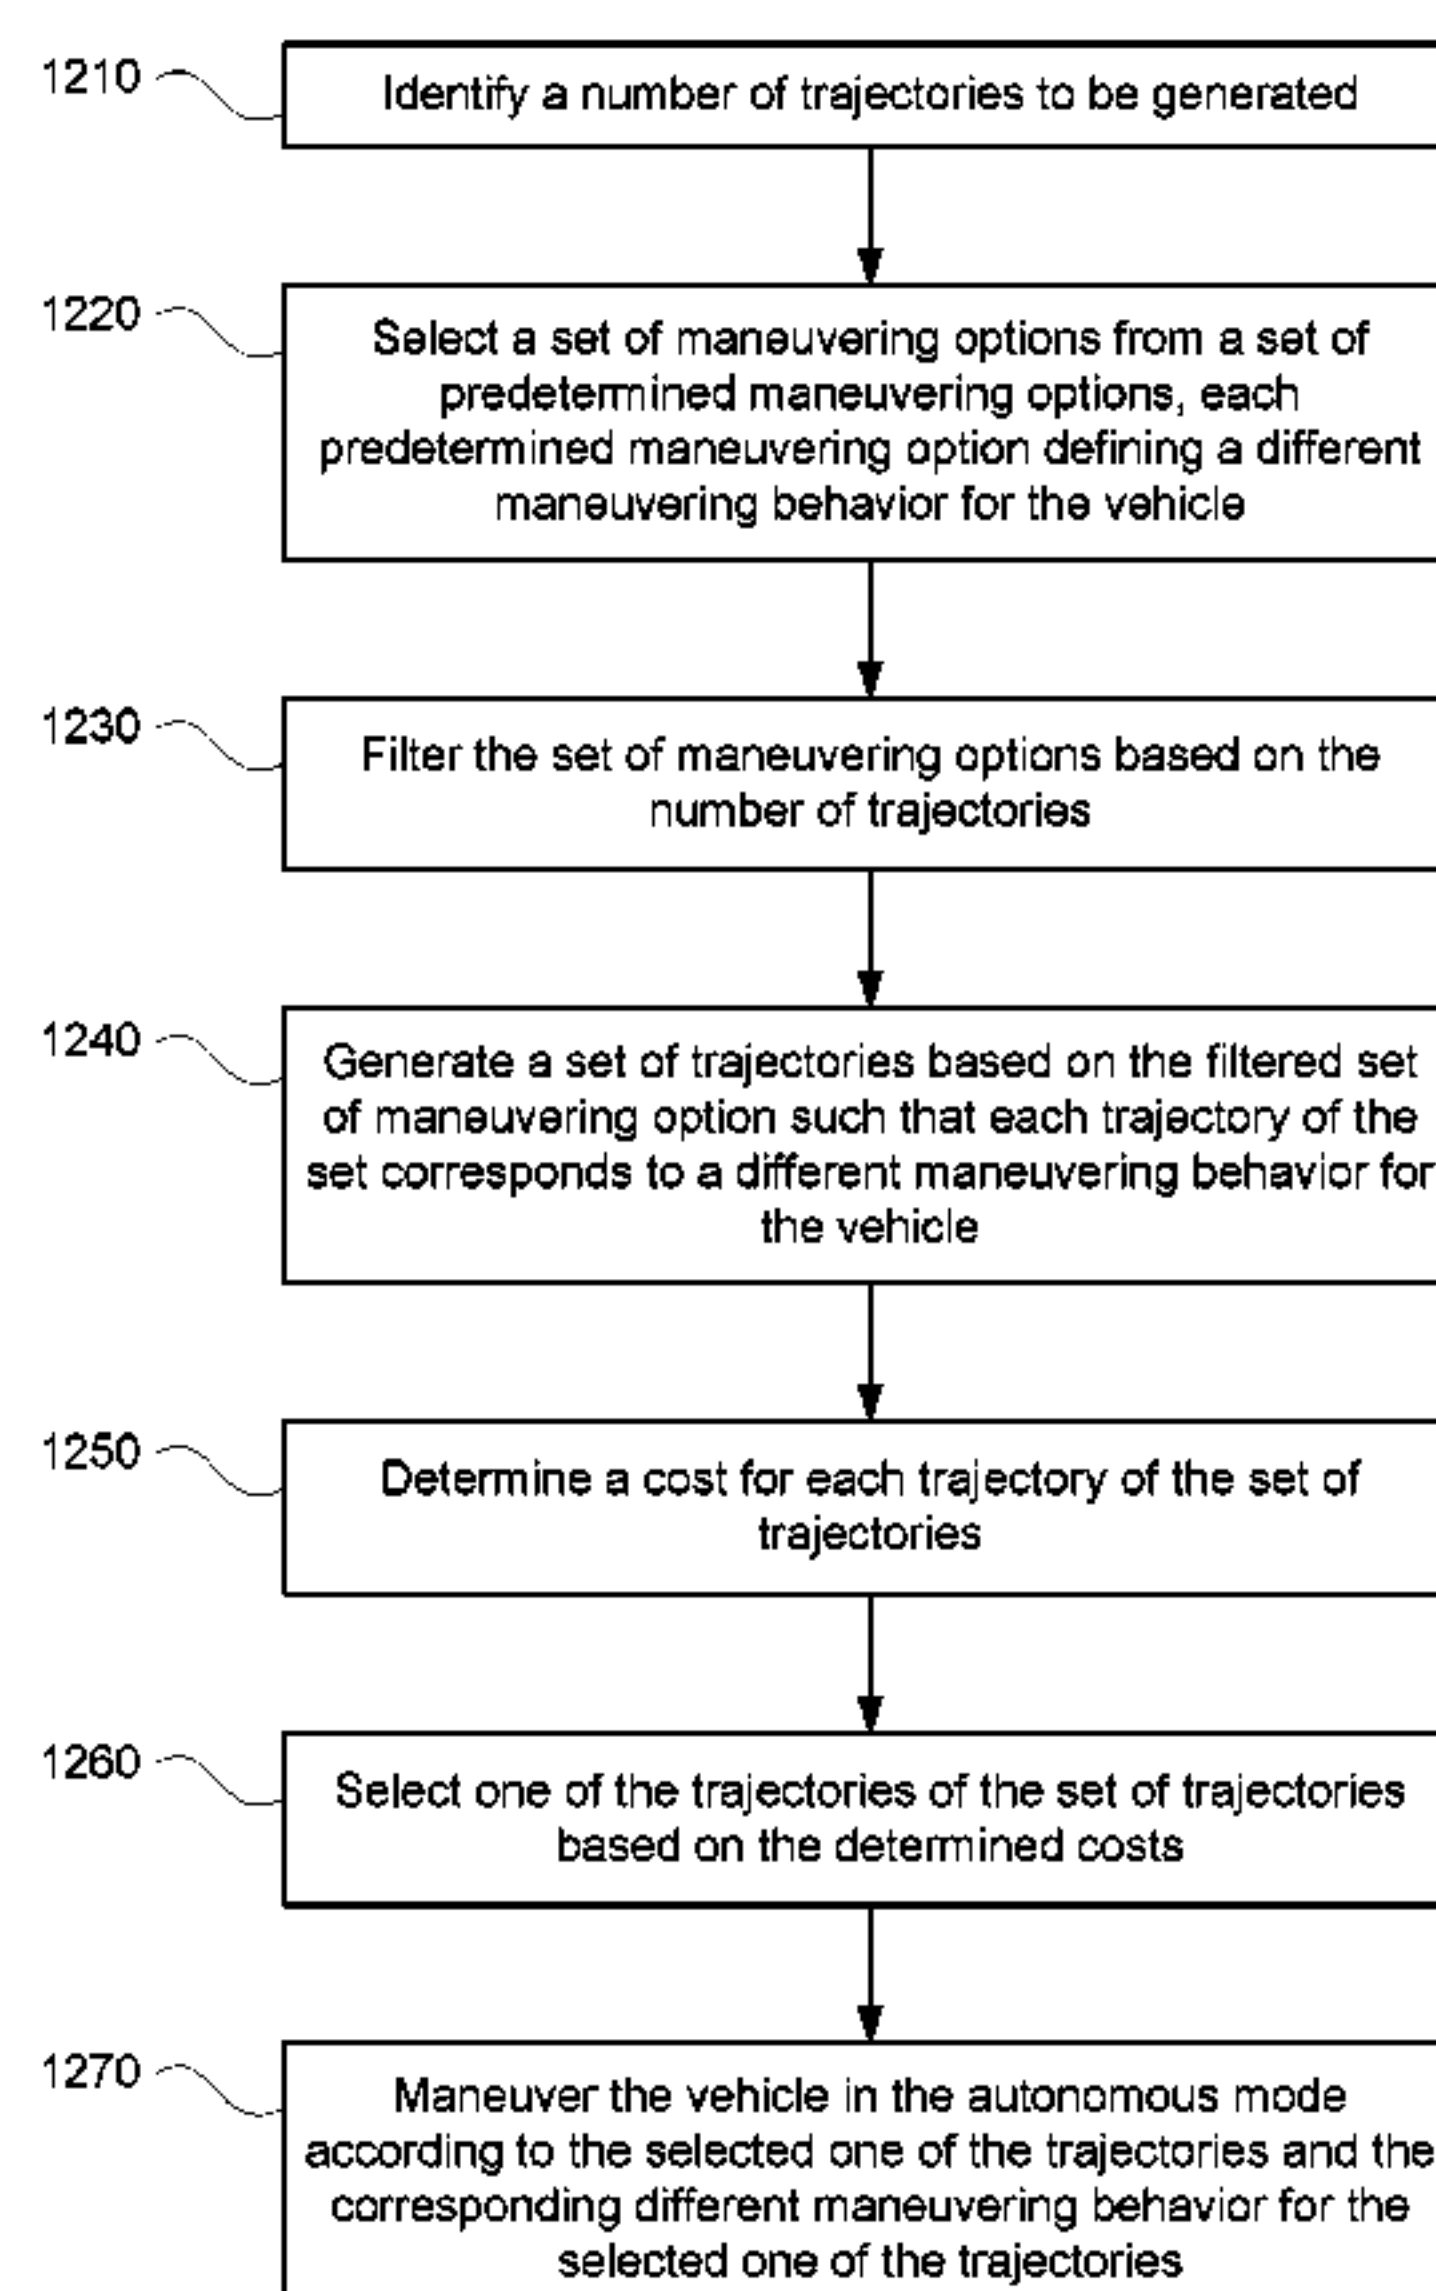 1210
Identify a number of trajectories to be generated
1220
Select a set of maneuvering options from a set of
predetermined maneuvering options, each
predetermined maneuvering option defining a different
maneuvering behavior for the vehicle
1230
Filter the set of maneuvering options based on the
number of trajectories
1240
Generate a set of trajectories based on the filtered set
of maneuvering option such that each trajectory of the
set corresponds to a different maneuvering behavior for
the vehicle
1250
Determine a cost for each trajectory of the set of
trajectories
1260
Select one of the trajectories of the set of trajectories
based on the determined costs
1270
Maneuver the vehicle in the autonomous mode
according to the selected one of the trajectories and the
corresponding different maneuvering behavior for the
selected one of the trajectories